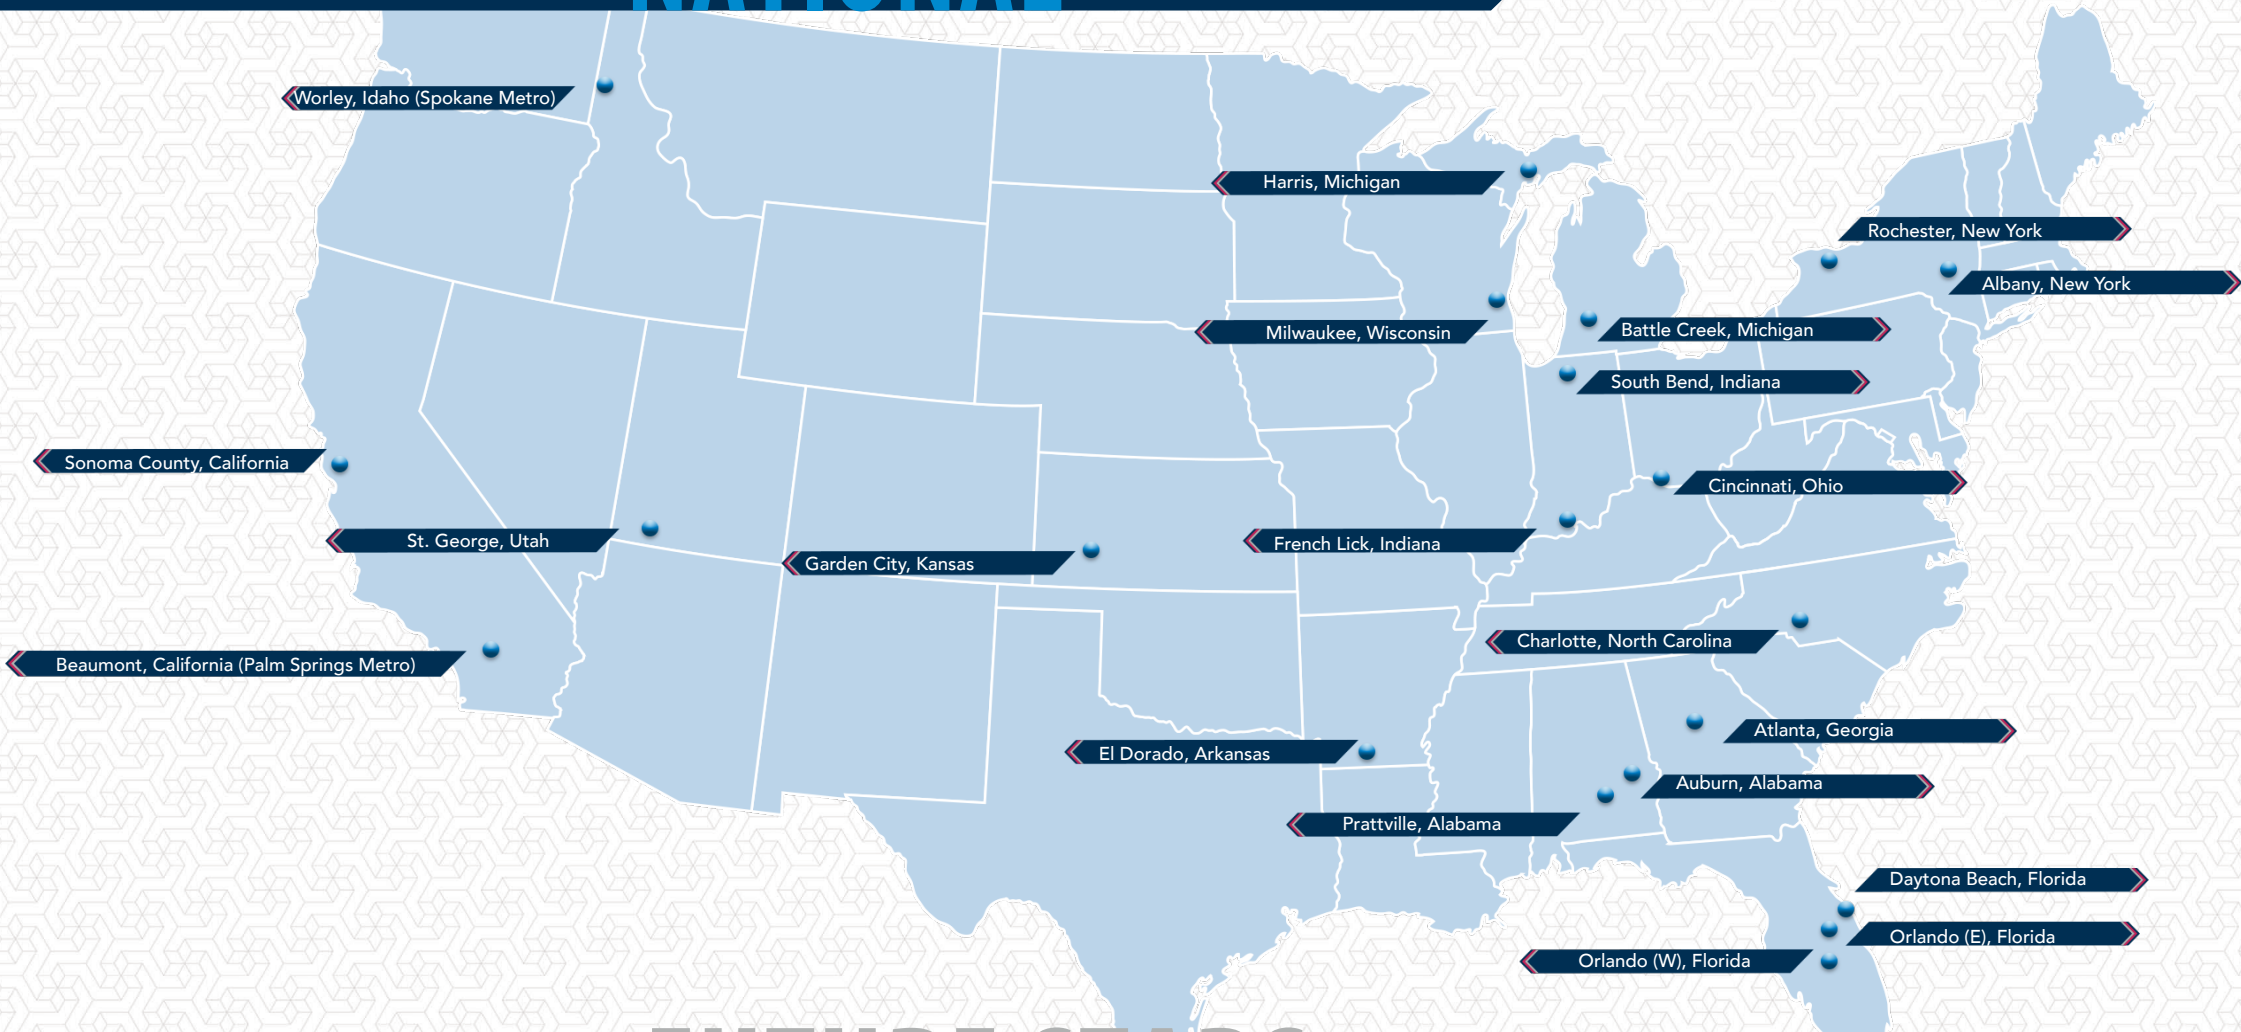 NATIONAL
Worley, Idaho (Spokane Metro)
Harris, Michigan
Rochester, New York
Albany, New York
Milwaukee, Wisconsin
Battle Creek, Michigan
South Bend, Indiana
Sonoma County, California
Cincinnati, Ohio
St. George, Utah
French Lick, Indiana
Garden City, Kansas
Charlotte, North Carolina
Beaumont, California (Palm Springs Metro)
Atlanta, Georgia
El Dorado, Arkansas
Auburn, Alabama
Prattville, Alabama
Daytona Beach, Florida
Orlando (E), Florida
Orlando (W), Florida